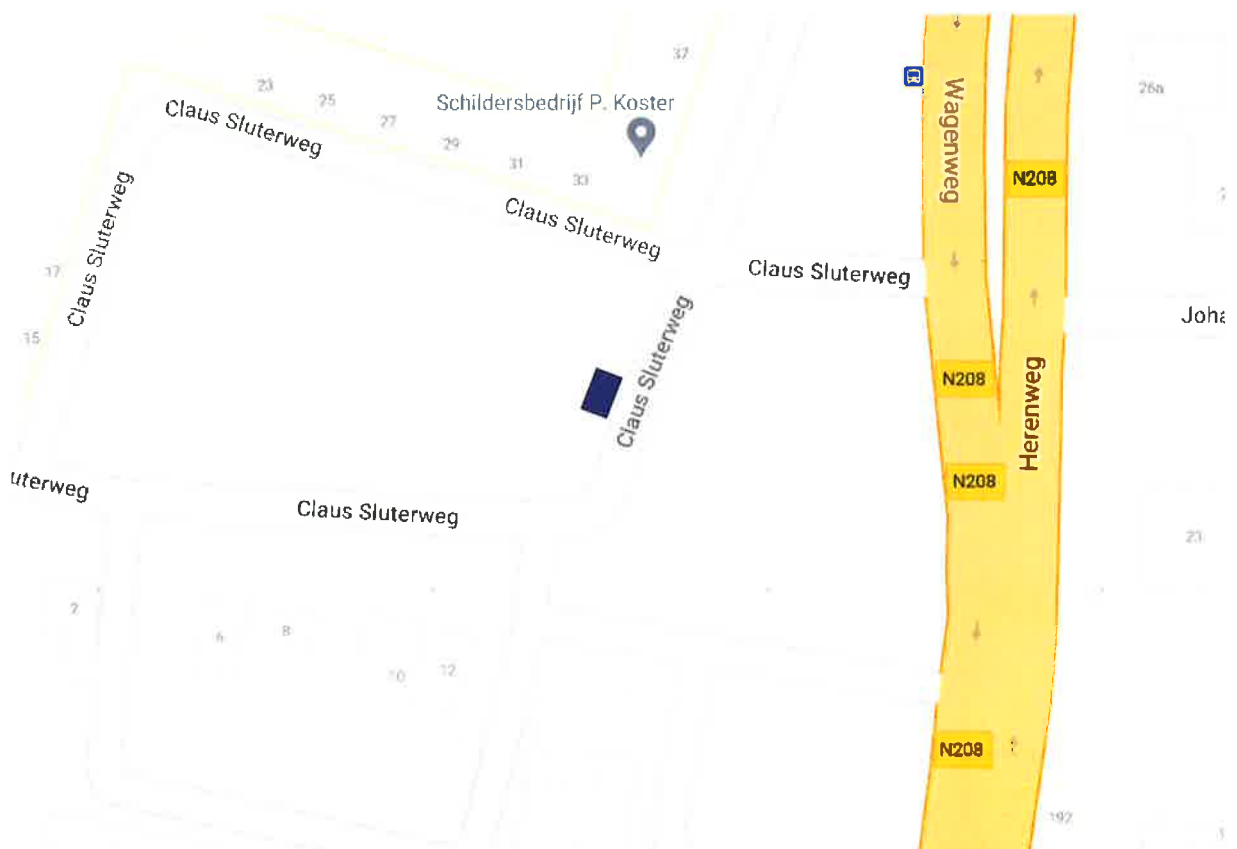 37
Wagenweg
26a
23
25
27
29
31
33
Schildersbedrijf P. Koster
Claus Sluterweg
N208
Claus Sluterweg
Claus Sluterweg
17
15
Claus Sluterweg
Claus Sluterweg
Joha
N208
Herenweg
N208
uterweg
Claus Sluterweg
23
2
6
8
10
12
N208
192